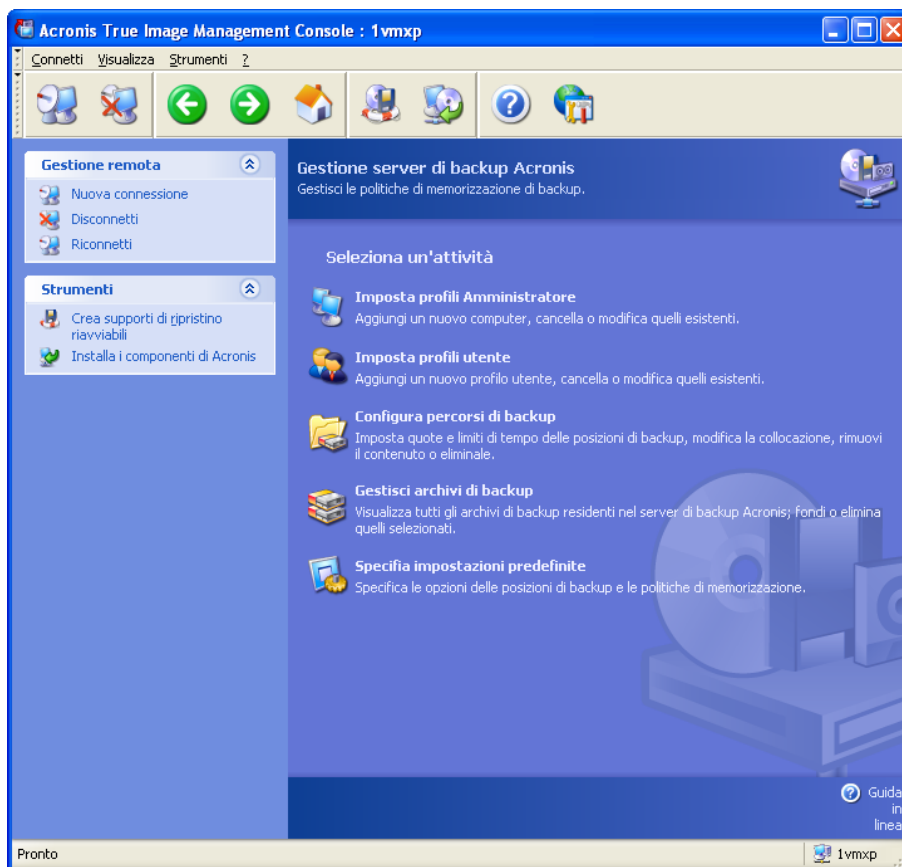 Acronis True Image Management Console : 1vmxp
Connetti Visualizza Strumenti ?
Gestione remota
Nuova connessione
Disconnetti
Riconnetti
Strumenti
Crea supporti di ripristino
riavviabili
Installa i componenti di Acronis
Gestione server di backup Acronis
Gestisci le politiche di memorizzazione di backup.
Seleziona un'attività
Imposta profili Amministratore
Aggiungi un nuovo computer, cancella o modifica quelli esistenti.
Imposta profili utente
Aggiungi un nuovo profilo utente, cancella o modifica quelli esistenti.
Configura percorsi di backup
Imposta quote e limiti di tempo delle posizioni di backup, modifica la collocazione, rimuovi
il contenuto o eliminale.
Gestisci archivi di backup
Visualizza tutti gli archivi di backup residenti nel server di backup Acronis; fondi o elimina
quelli selezionati.
Specifia impostazioni predefinite
Specifica le opzioni delle posizioni di backup e le politiche di memorizzazione.
Guida
in
linea
Pronto
1vmxp